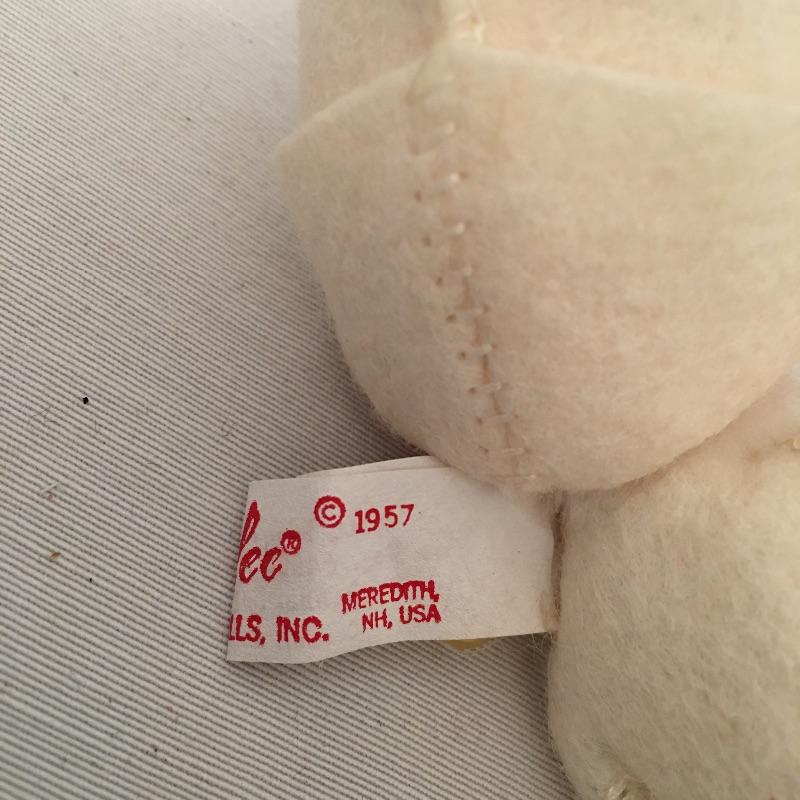 lee® © 1957
LLS, INC. MEREDITH,
NH, USA